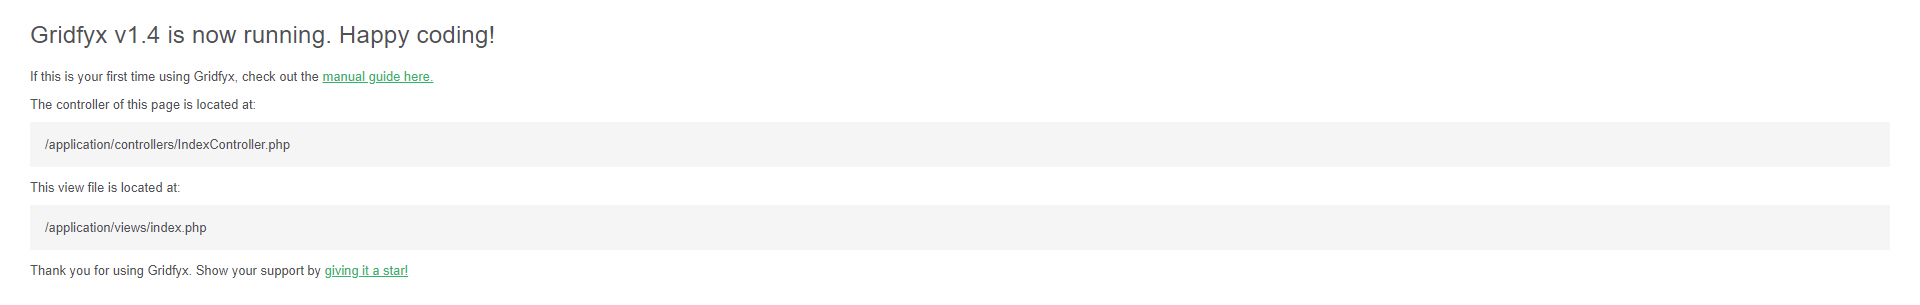 Gridfyx v1.4 is now running. Happy coding!
If this is your first time using Gridfyx, check out the manual guide here.
The controller of this page is located at:
/application/controllers/IndexController.php
This view file is located at:
/application/views/index.php
Thank you for using Gridfyx. Show your support by giving it a star!